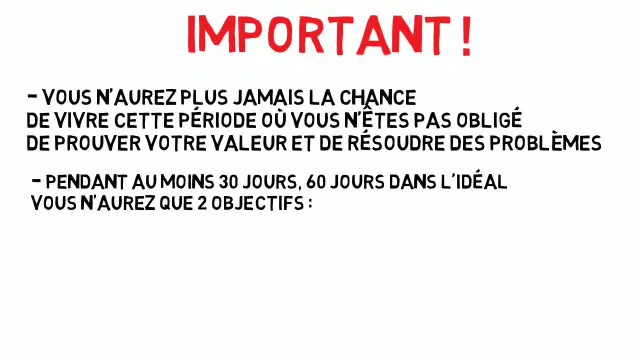 IMPORTANT !
- VOUS N'AUREZ PLUS JAMAIS LA CHANCE
DE VIVRE CETTE PÉRIODE OÙ VOUS N'ÊTES PAS OBLIGÉ
DE PROUVER VOTRE VALEUR ET DE RÉSOUDRE DES PROBLÈMES
- PENDANT AU MOINS 30 JOURS, 60 JOURS DANS L'IDÉAL
VOUS N'AUREZ QUE 2 OBJECTIFS :